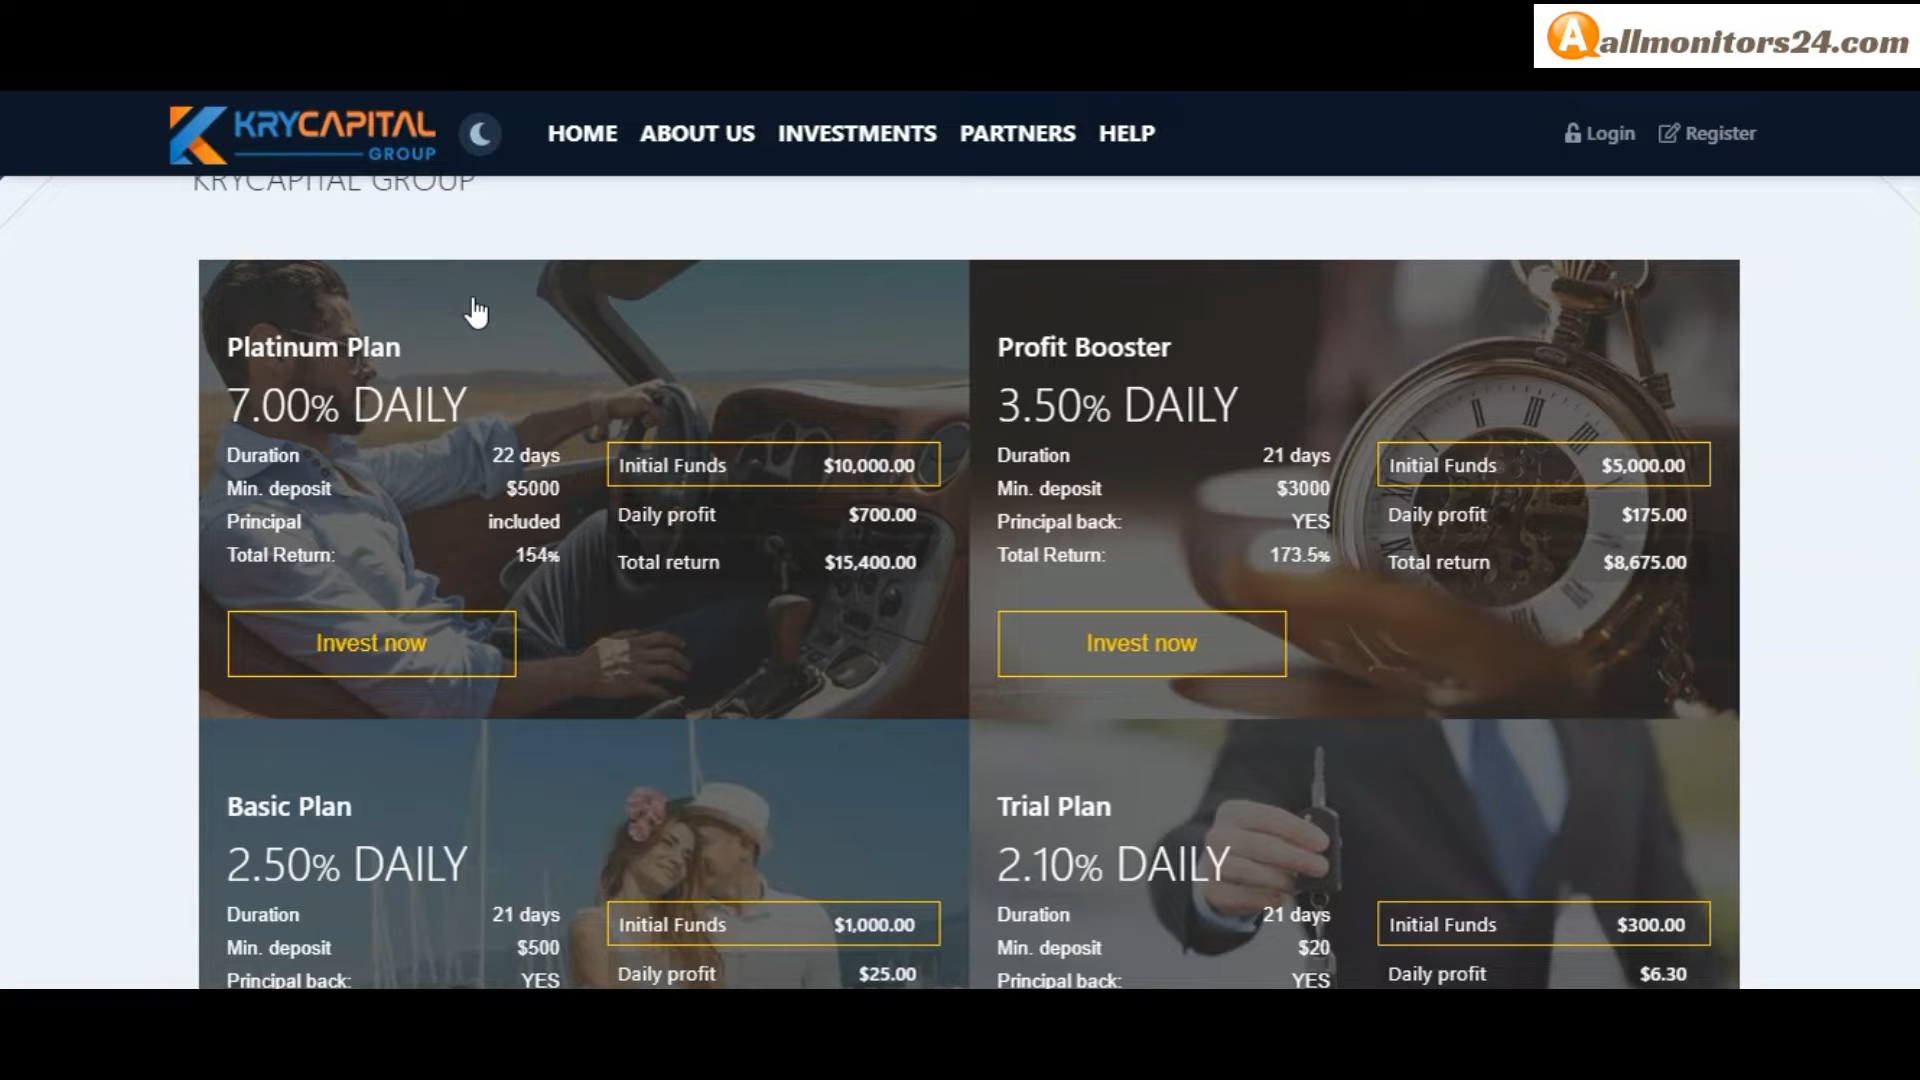 allmonitors24.com
KRYCAPITAL
GROUP
HOME ABOUT US INVESTMENTS PARTNERS HELP
Login Register
KRYCAPITAL GROUP
Platinum Plan
7.00% DAILY
Duration 22 days
Min. deposit $5000
Principal included
Total Return: 154%
Initial Funds $10,000.00
Daily profit $700.00
Total return $15,400.00
Invest now
Profit Booster
3.50% DAILY
Duration 21 days
Min. deposit $3000
Principal back: YES
Total Return: 173.5%
Initial Funds $5,000.00
Daily profit $175.00
Total return $8,675.00
Invest now
Basic Plan
2.50% DAILY
Duration 21 days
Min. deposit $500
Principal back: YES
Initial Funds $1,000.00
Daily profit $25.00
Trial Plan
2.10% DAILY
Duration 21 days
Min. deposit $20
Principal back: YES
Initial Funds $300.00
Daily profit $6.30